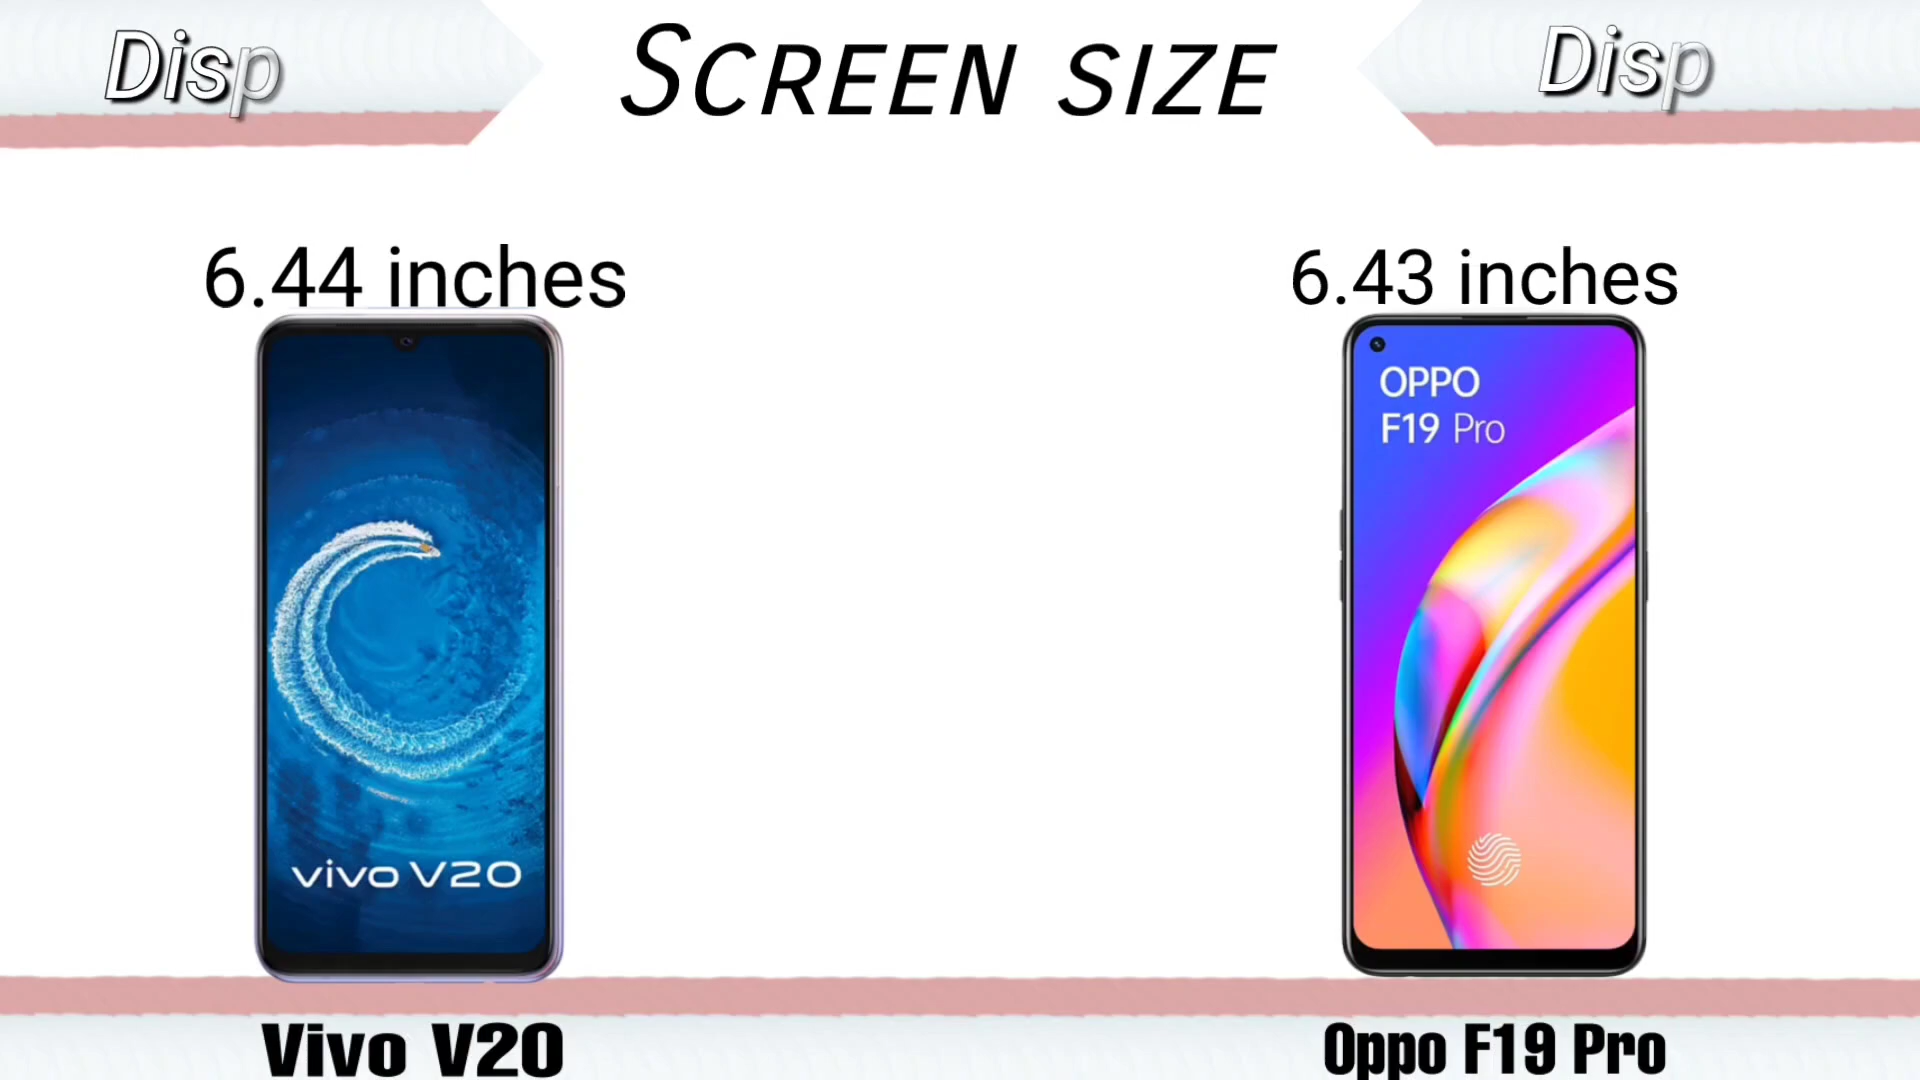 Disp
SCREEN SIZE
Disp
6.44 inches
6.43 inches
OPPO
F19 Pro
vivo V20
Vivo V20
Oppo F19 Pro